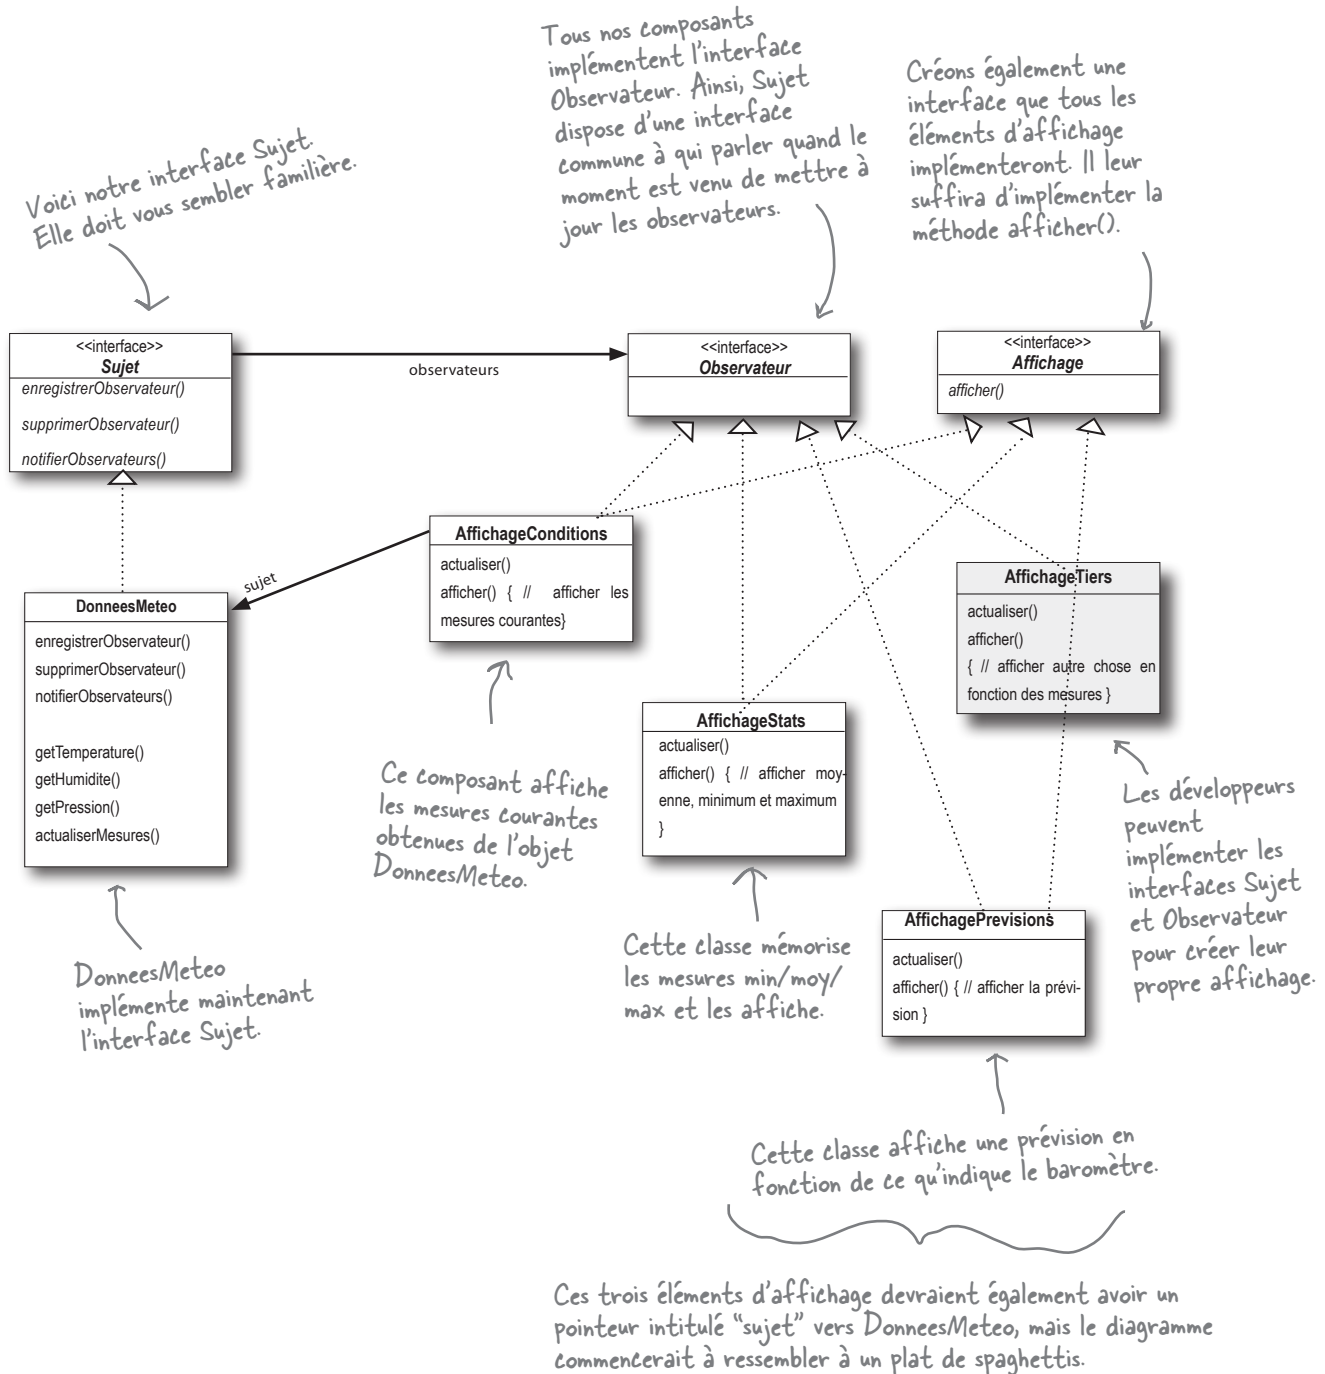 Tous nos composants
implémentent l'interface
Observateur. Ainsi, Sujet
dispose d'une interface
commune à qui parler quand le
moment est venu de mettre à
jour les observateurs.
Créons également une
interface que tous les
éléments d'affichage
implémenteront. Il leur
suffira d'implémenter la
méthode afficher().
Voici notre interface Sujet.
Elle doit vous sembler familière.
<<interface>>
Sujet
enregistrerObservateur()
supprimerObservateur()
notifierObservateurs()
observateurs
<<interface>>
Observateur
<<interface>>
Affichage
afficher()
AffichageConditions
actualiser()
afficher() { // afficher les
mesures courantes}
sujet
DonneesMeteo
enregistrerObservateur()
supprimerObservateur()
notifierObservateurs()
getTemperature()
getHumidite()
getPression()
actualiserMesures()
AffichageTiers
actualiser()
afficher()
{ // afficher autre chose en
fonction des mesures }
AffichageStats
actualiser()
afficher() { // afficher moy-
enne, minimum et maximum
}
Ce composant affiche
les mesures courantes
obtenues de l'objet
DonneesMeteo.
Les développeurs
peuvent
implémenter les
interfaces Sujet
et Observateur
pour créer leur
propre affichage.
AffichagePrevisions
actualiser()
afficher() { // afficher la prévi-
sion }
Cette classe mémorise
les mesures min/moy/
max et les affiche.
DonneesMeteo
implémente maintenant
l'interface Sujet.
Cette classe affiche une prévision en
fonction de ce qu'indique le baromètre.
Ces trois éléments d'affichage devraient également avoir un
pointeur intitulé “sujet” vers DonneesMeteo, mais le diagramme
commencerait à ressembler à un plat de spaghettis.